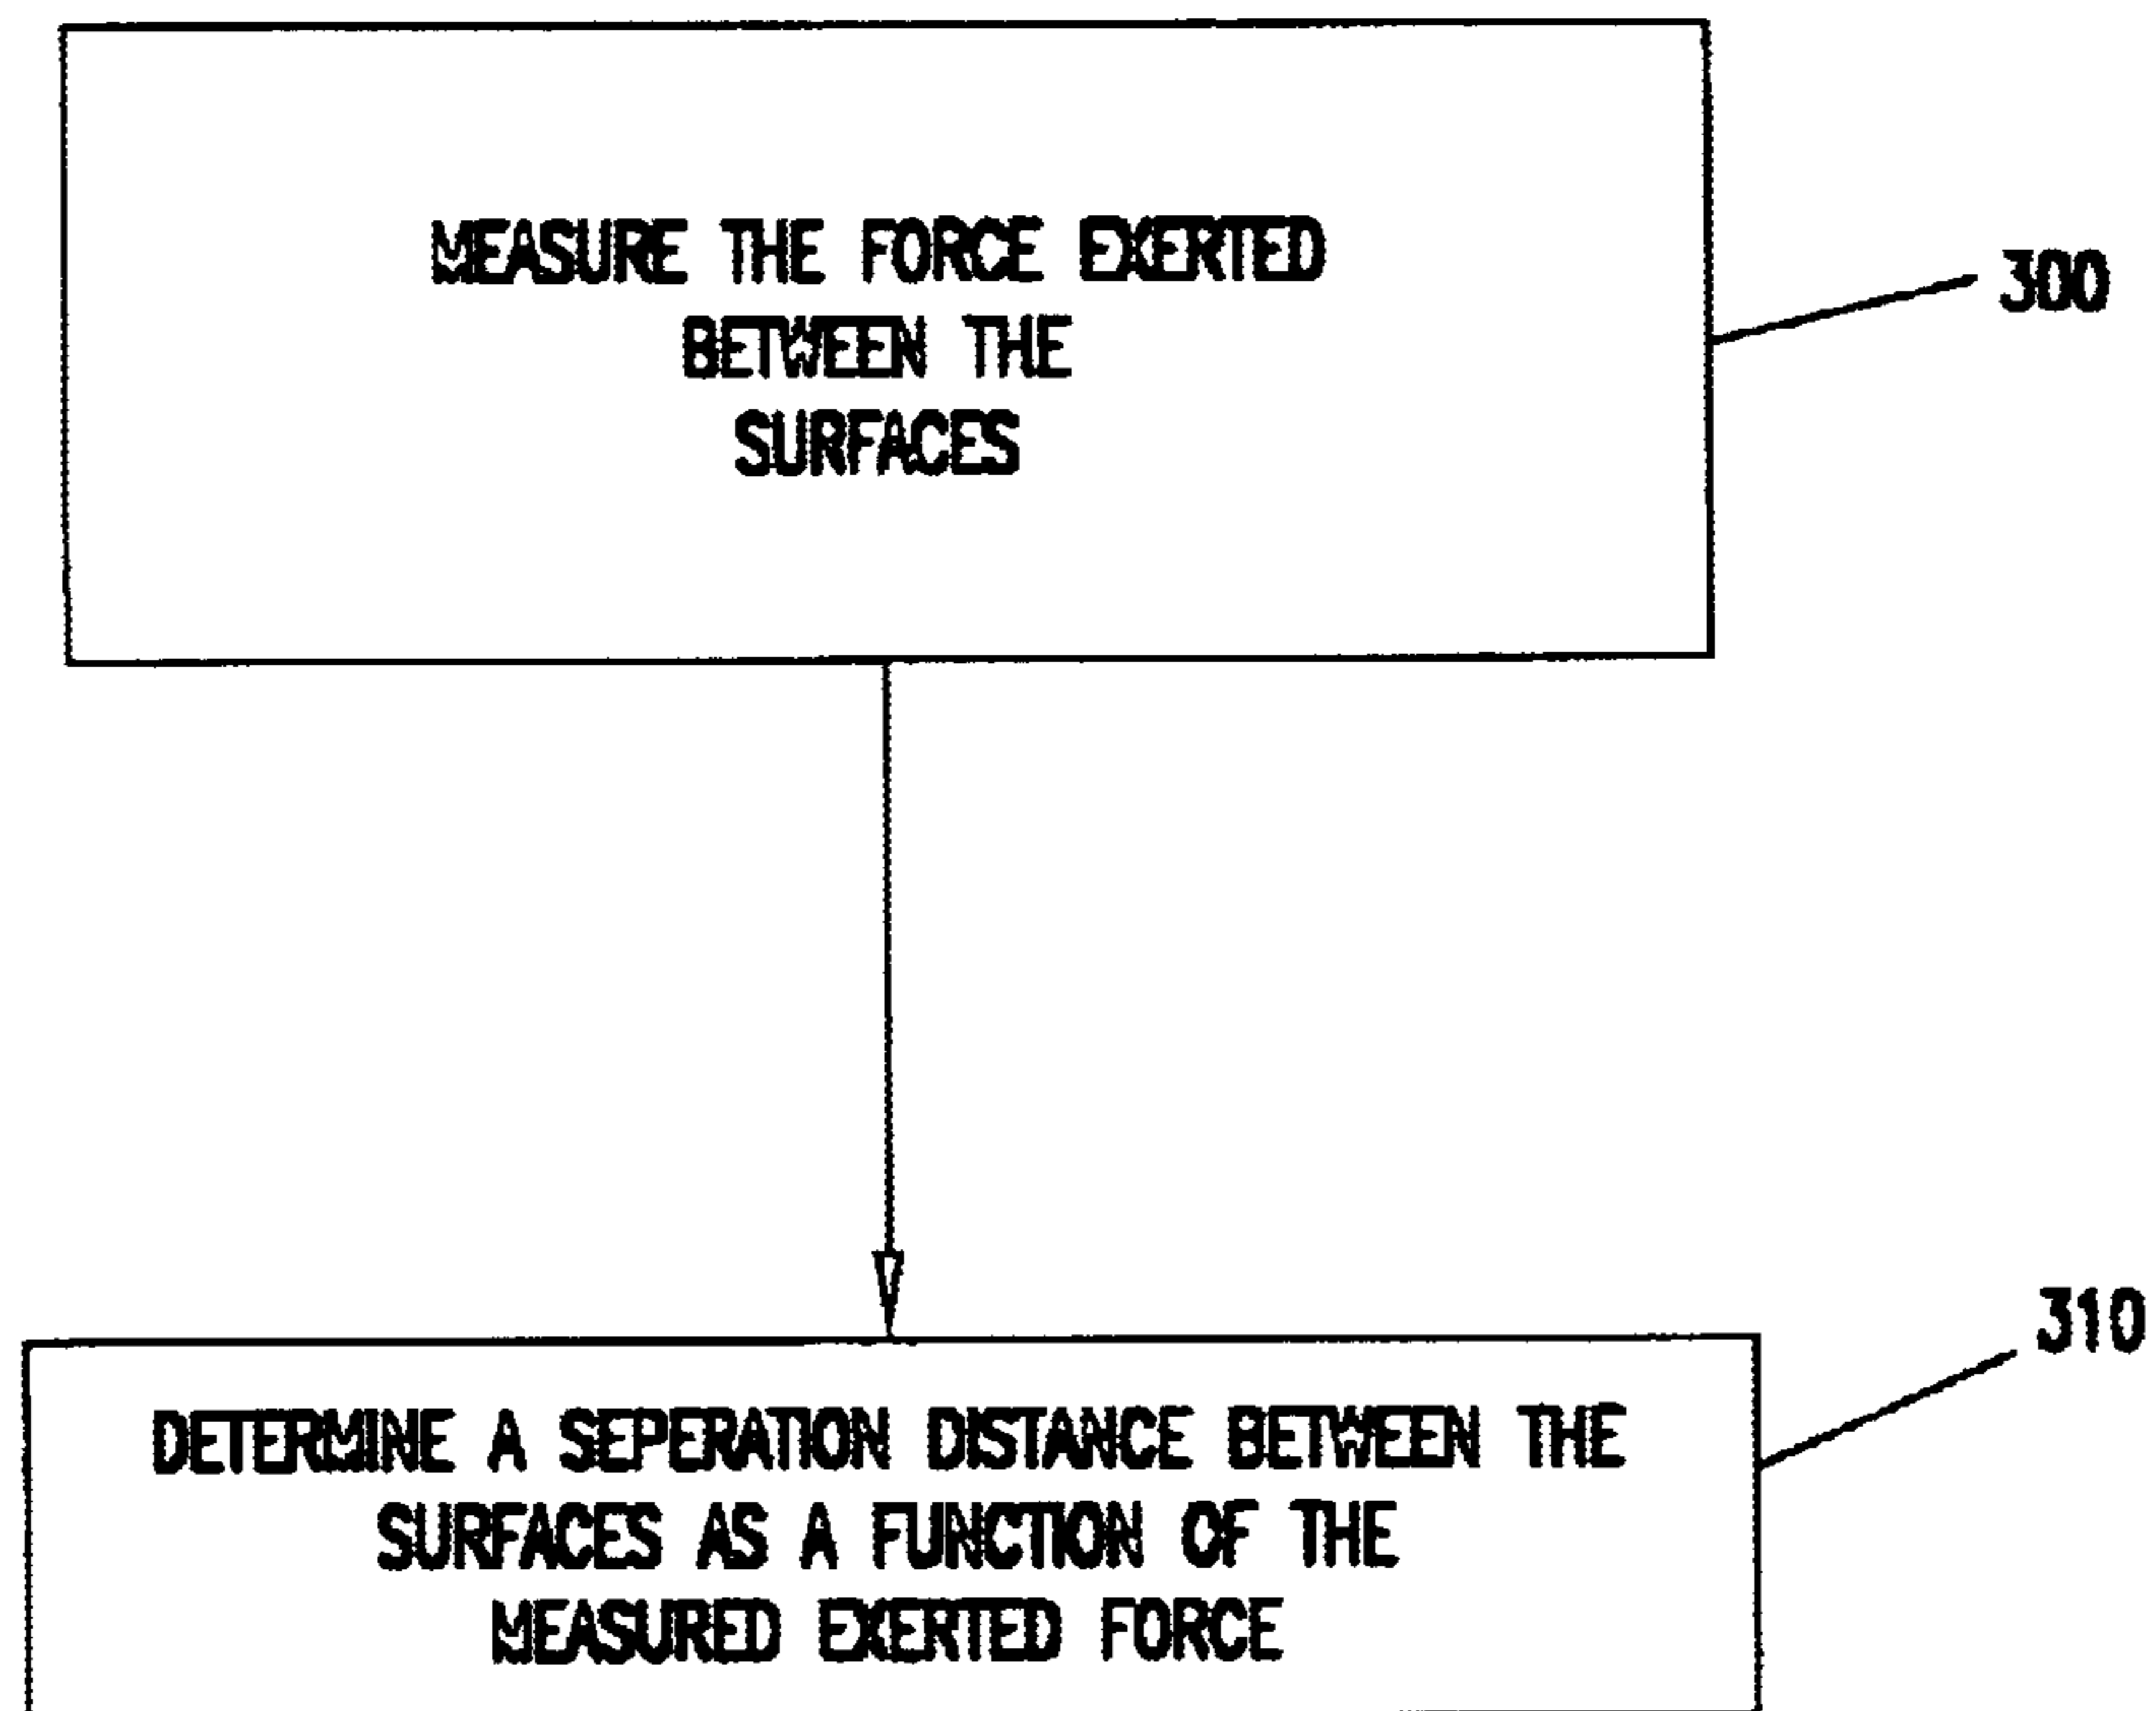 MEASURE THE FORCE EXERTED
BETWEEN THE
SURFACES
300
310
DETERMINE A SEPERATION DISTANCE BETWEEN THE
SURFACES AS A FUNCTION OF THE
MEASURED EXERTED FORCE